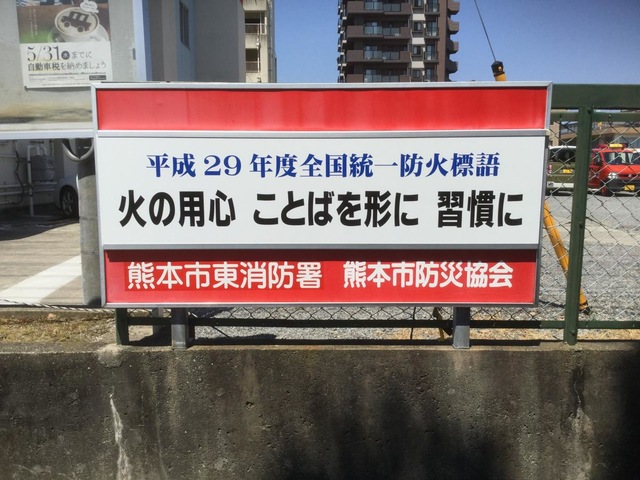 5/31(水)までに
自動車税を納めましょう
平成29年度全国統一防火標語
火の用心 ことばを形に 習慣に
熊本市東消防署 熊本市防災協会